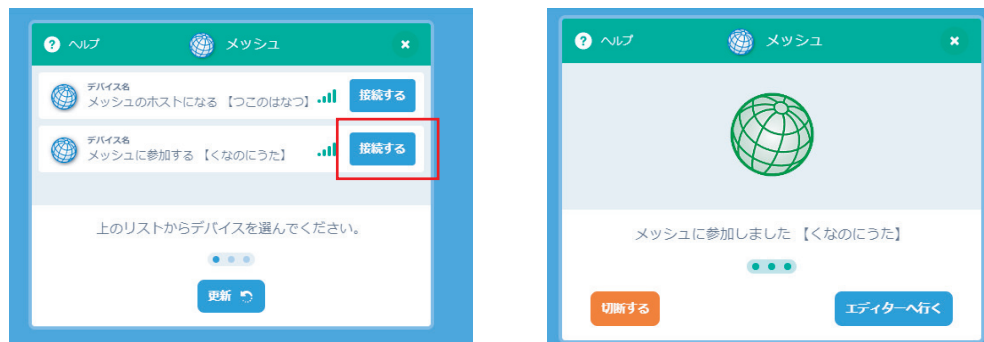 ヘルプ
メッシュ
デバイス名
メッシュのホストになる 【つこのはなつ】
接続する
デバイス名
メッシュに参加する 【くなのにうた】
接続する
上のリストからデバイスを選んでください。
更新
ヘルプ
メッシュ
メッシュに参加しました 【くなのにうた】
切断する
エディターへ行く